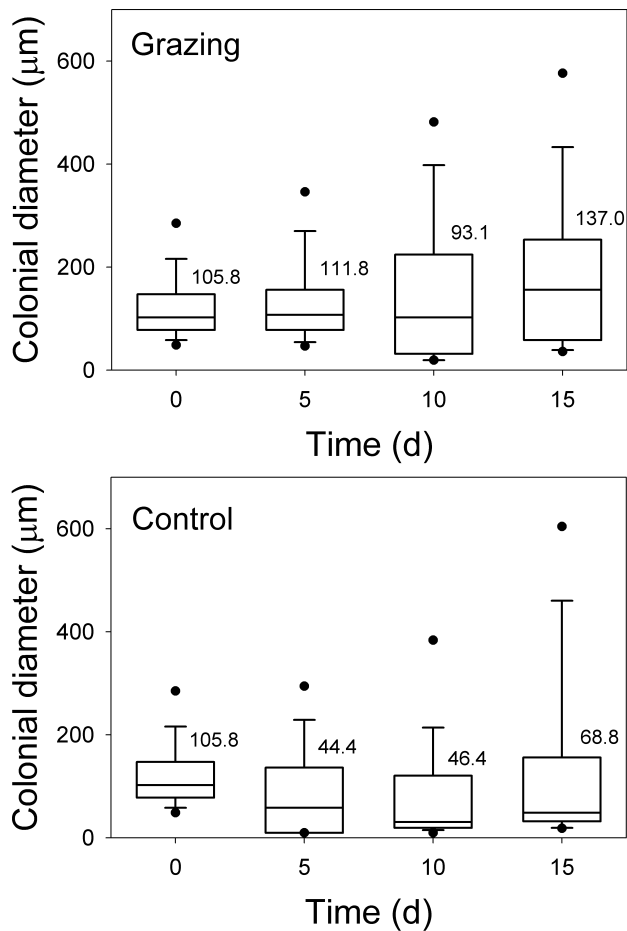 Grazing
Colonial diameter (μm)
600
400
200
0
105.8
111.8
93.1
137.0
0 5 10 15
Time (d)
Control
Colonial diameter (μm)
600
400
200
0
105.8
44.4
46.4
68.8
0 5 10 15
Time (d)